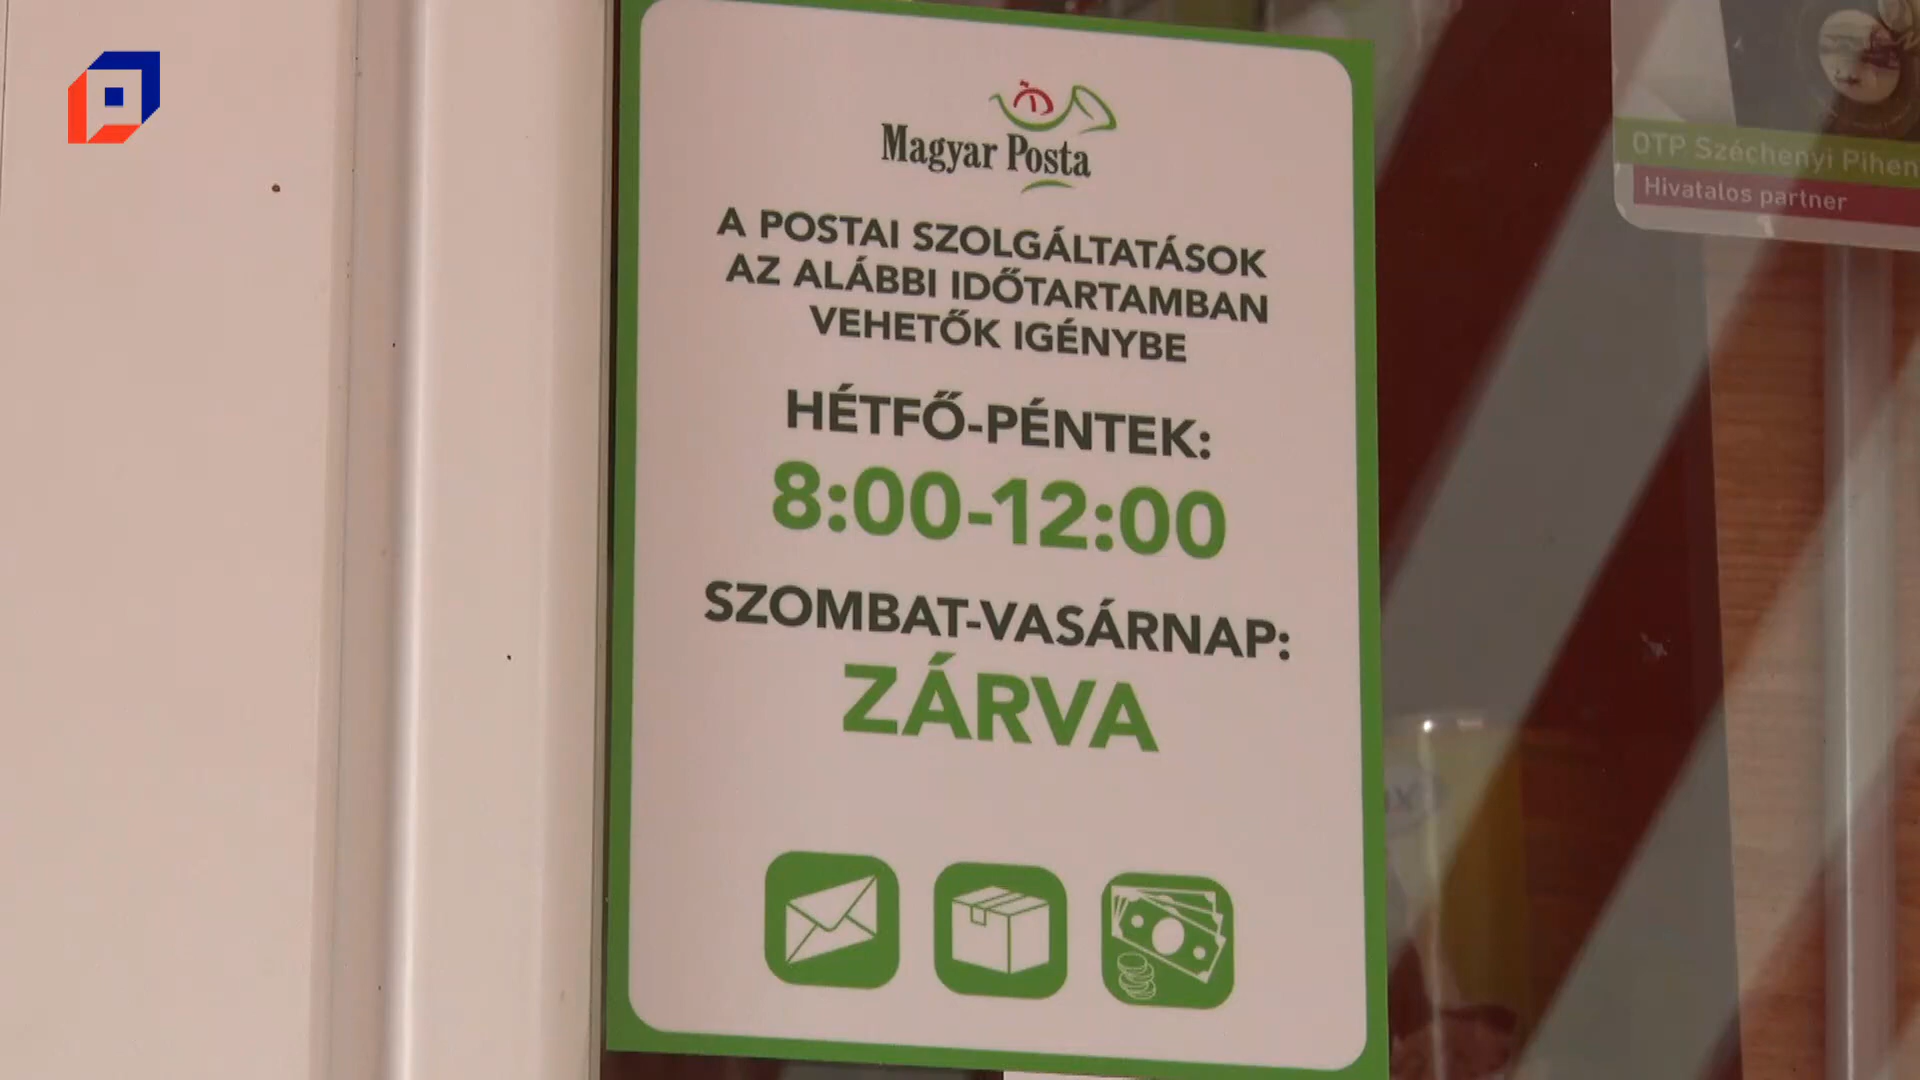 Magyar Posta
A POSTAI SZOLGÁLTATÁSOK
AZ ALÁBBI IDŐTARTAMBAN
VEHETŐK IGÉNYBE
HÉTFŐ-PÉNTEK:
8:00-12:00
SZOMBAT-VASÁRNAP:
ZÁRVA
OTP Széchenyi Pihen
Hivatalos partner